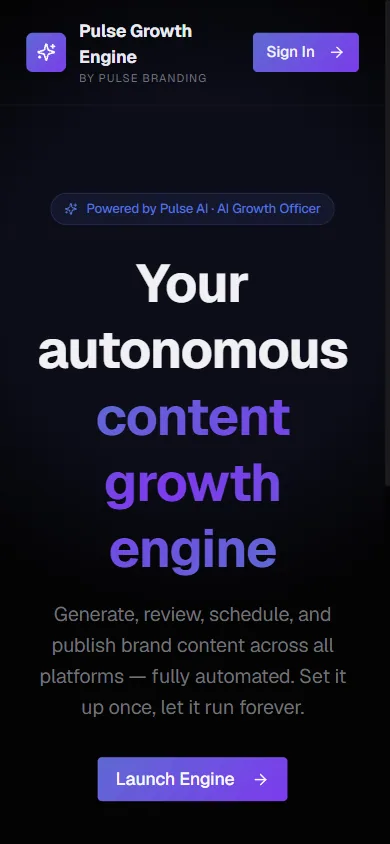 Pulse Growth
Engine
BY PULSE BRANDING
Sign In
Powered by Pulse AI · AI Growth Officer
Your
autonomous
content
growth
engine
Generate, review, schedule, and
publish brand content across all
platforms — fully automated. Set it
up once, let it run forever.
Launch Engine